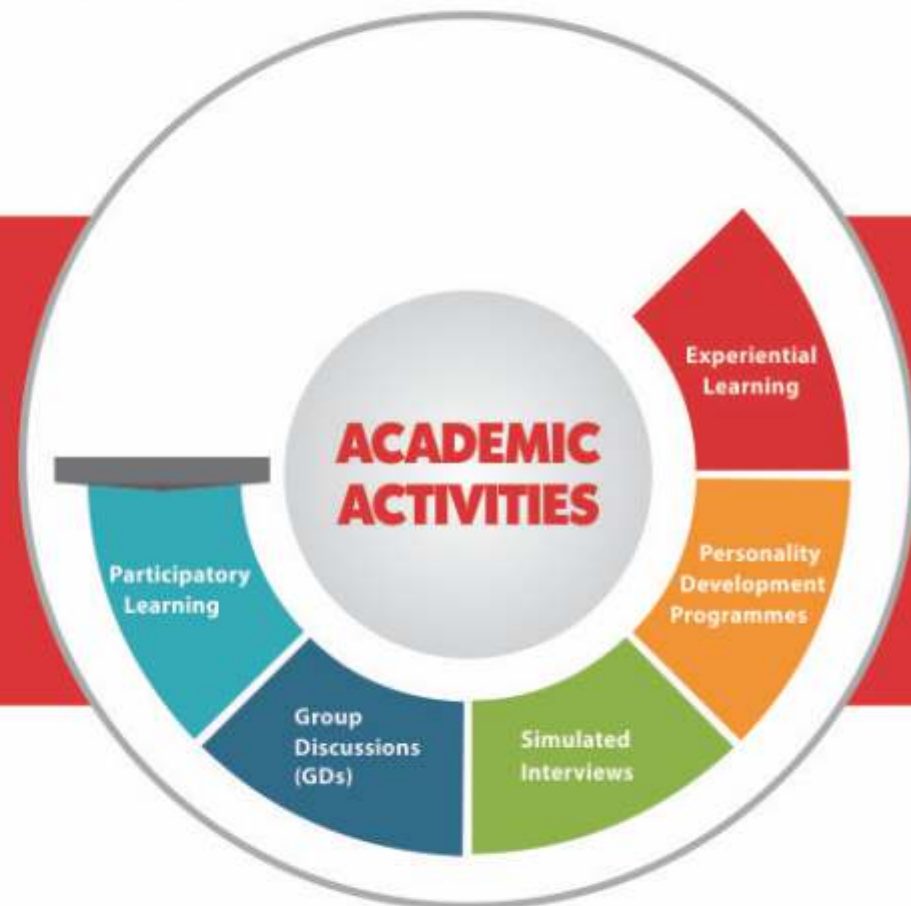 ACADEMIC
ACTIVITIES
Experiential
Learning
Personality
Development
Programmes
Simulated
Interviews
Group
Discussions
(GDs)
Participatory
Learning